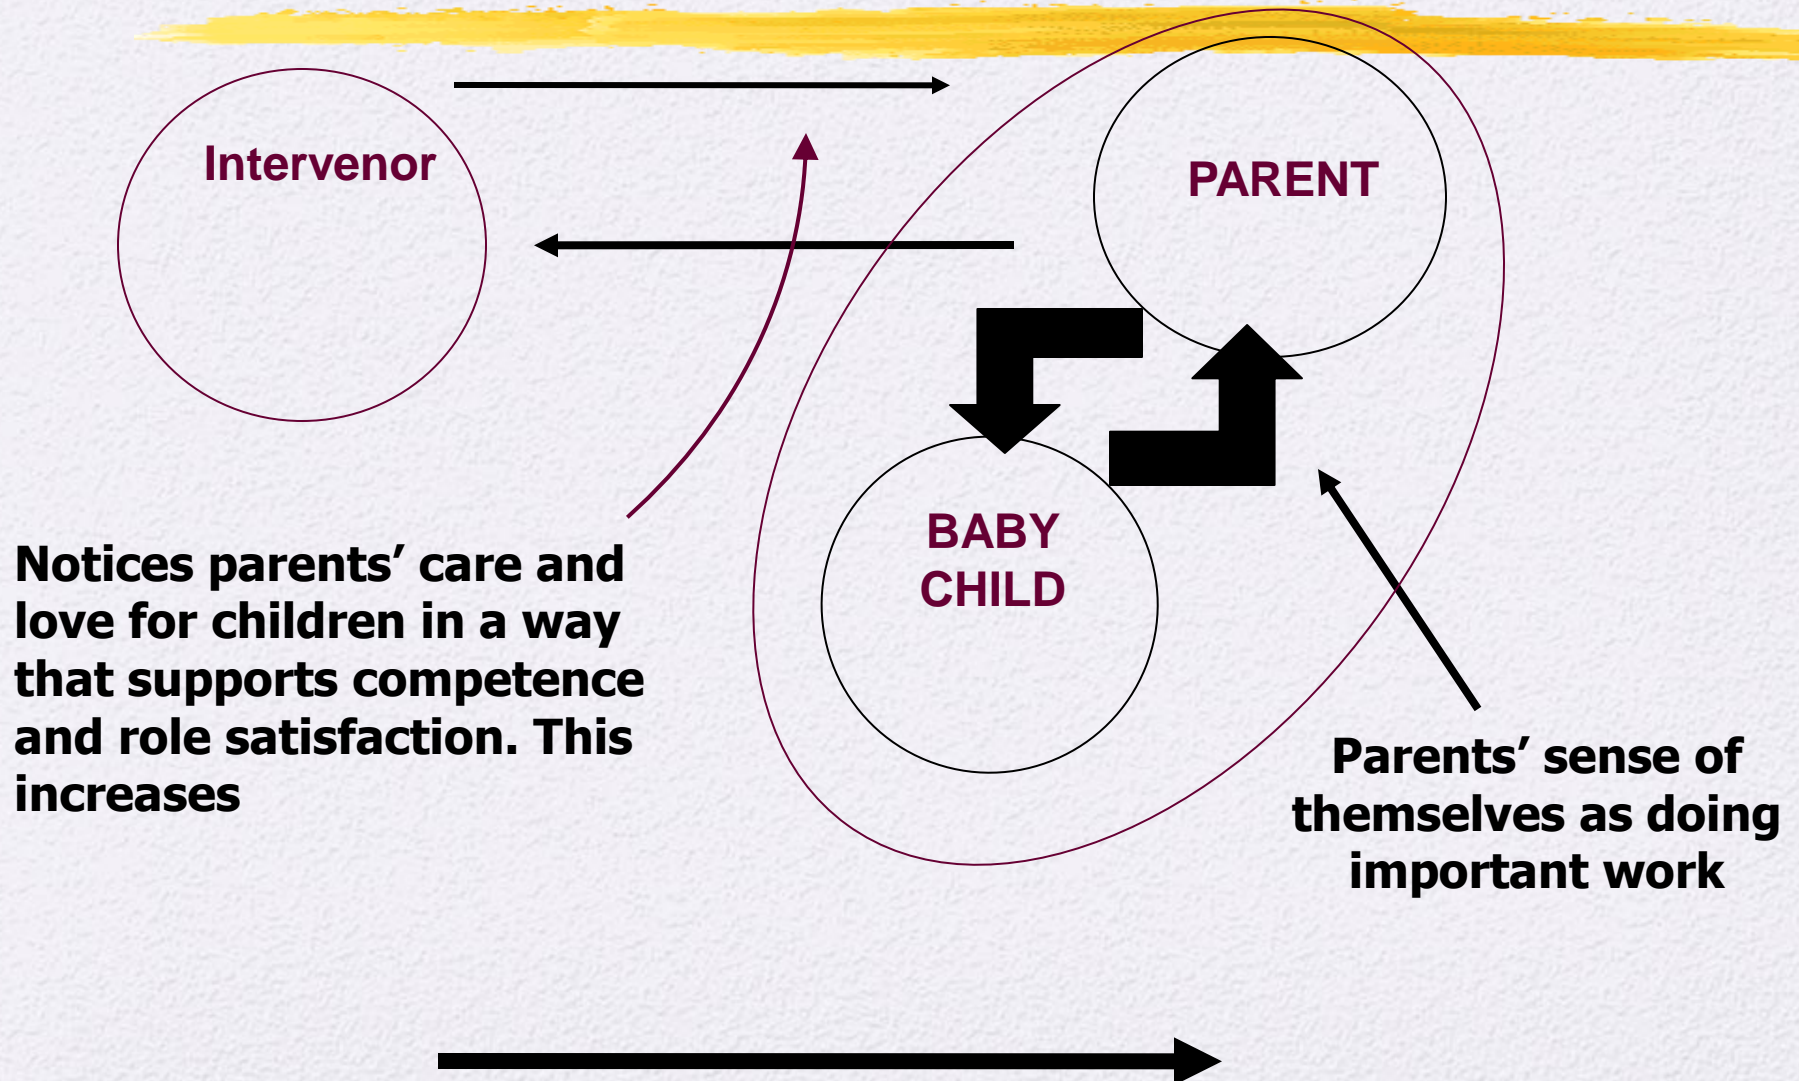 Intervenor
PARENT
BABY
CHILD
Notices parents’ care and
love for children in a way
that supports competence
and role satisfaction. This
increases
Parents’ sense of
themselves as doing
important work